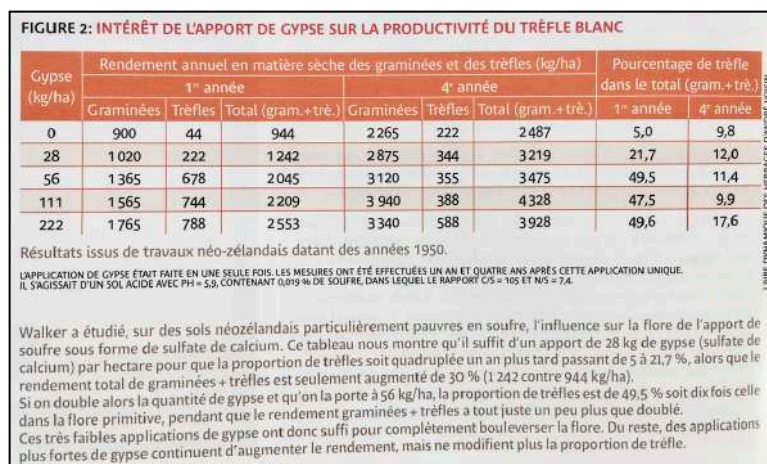 FIGURE 2: INTÉRÊT DE L'APPORT DE GYPSE SUR LA PRODUCTIVITÉ DU TRÈFLE BLANC
Gypse (kg/ha) Rendement annuel en matière sèche des graminées et des trèfles (kg/ha) Pourcentage de trèfle dans le total (gram.+trè.)
1re année 4e année 1re année 4e année
Graminées Trèfles Total (gram.+trè.) Graminées Trèfles Total (gram.+trè.)
0 900 44 944 2265 222 2487 5,0 9,8
28 1020 222 1242 2875 344 3219 21,7 12,0
56 1365 678 2045 3120 355 3475 49,5 11,4
111 1565 744 2209 3940 388 4328 47,5 9,9
222 1765 788 2553 3340 588 3928 49,6 17,6
Résultats issus de travaux néo-zélandais datant des années 1950.
L'APPLICATION DE GYPSE ÉTAIT FAITE EN UNE SEULE FOIS. LES MESURES ONT ÉTÉ EFFECTUÉES UN AN ET QUATRE ANS APRÈS CETTE APPLICATION UNIQUE.
IL S'AGISSAIT D'UN SOL ACIDE AVEC PH = 5,9, CONTENANT 0,019 % DE SOUFRE, DANS LEQUEL LE RAPPORT C/S = 105 ET N/S = 7,4.
Walker a étudié, sur des sols néozélandais particulièrement pauvres en soufre, l'influence sur la flore de l'apport de
soufre sous forme de sulfate de calcium. Ce tableau nous montre qu'il suffit d'un apport de 28 kg de gypse (sulfate de
calcium) par hectare pour que la proportion de trèfles soit quadruplée un an plus tard passant de 5 à 21,7 %, alors que le
rendement total de graminées + trèfles est seulement augmenté de 30 % (1 242 contre 944 kg/ha).
Si on double alors la quantité de gypse et qu'on la porte à 56 kg/ha, la proportion de trèfles est de 49,5 % soit dix fois celle
dans la flore primitive, pendant que le rendement graminées + trèfles a tout juste un peu plus que doublé.
Ces très faibles applications de gypse ont donc suffi pour complètement bouleverser la flore. Du reste, des applications
plus fortes de gypse continuent d'augmenter le rendement, mais ne modifient plus la proportion de trèfle.
DYNAMIQUE DES HERBAGES D'ANDRÉ VOISIN